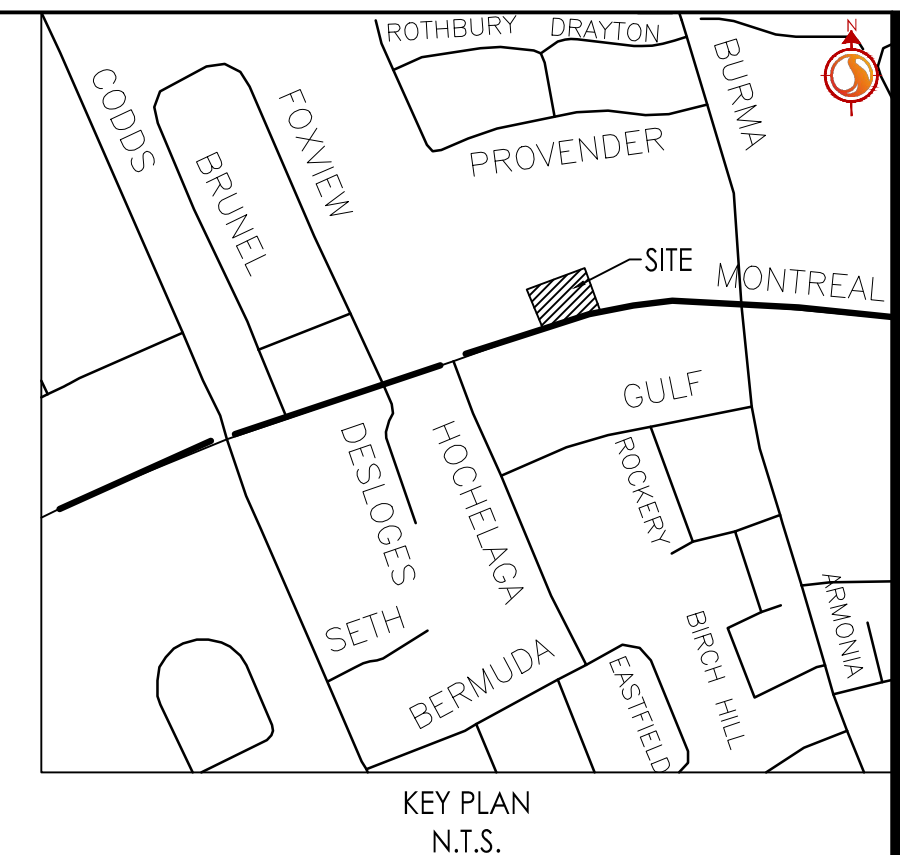 N
ROTHBURY
DRAYTON
BURMA
CODDS
FOXVIEW
BRUNEL
PROVENDER
SITE
MONTREAL
GULF
DESLOGES
HOCHELAGA
ROCKERY
SETH
BERMUDA
EASTFIELD
BIRCH HILL
ARMONIA
KEY PLAN
N.T.S.